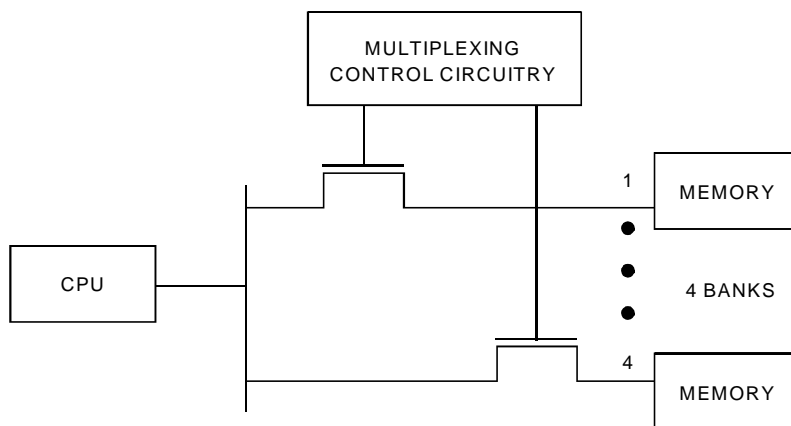 MULTIPLEXING
CONTROL CIRCUITRY
1
MEMORY
CPU
4 BANKS
4
MEMORY